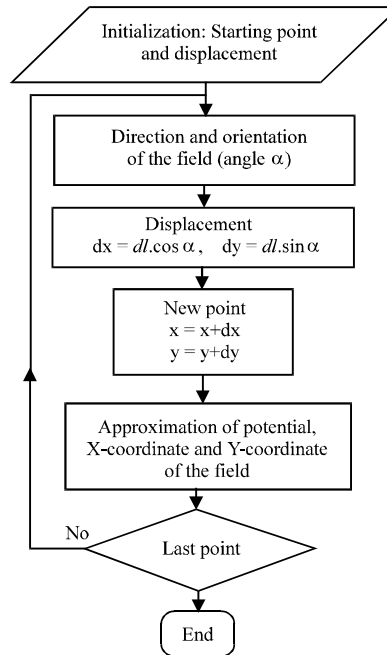 Initialization: Starting point
and displacement
Direction and orientation
of the field (angle α)
Displacement
dx = dl.cos α, dy = dl.sin α
New point
x = x+dx
y = y+dy
Approximation of potential,
X-coordinate and Y-coordinate
of the field
No
Last point
End